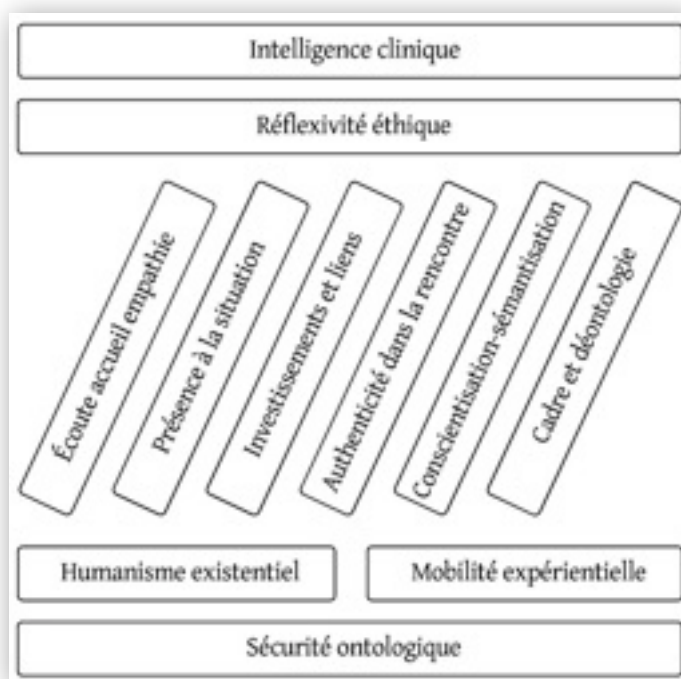 Intelligence clinique
Réflexivité éthique
Écoute accueil empathie
Présence à la situation
Investissements et liens
Authenticité dans la rencontre
Conscientisation-sémantisation
Cadre et déontologie
Humanisme existentiel
Mobilité expérientielle
Sécurité ontologique